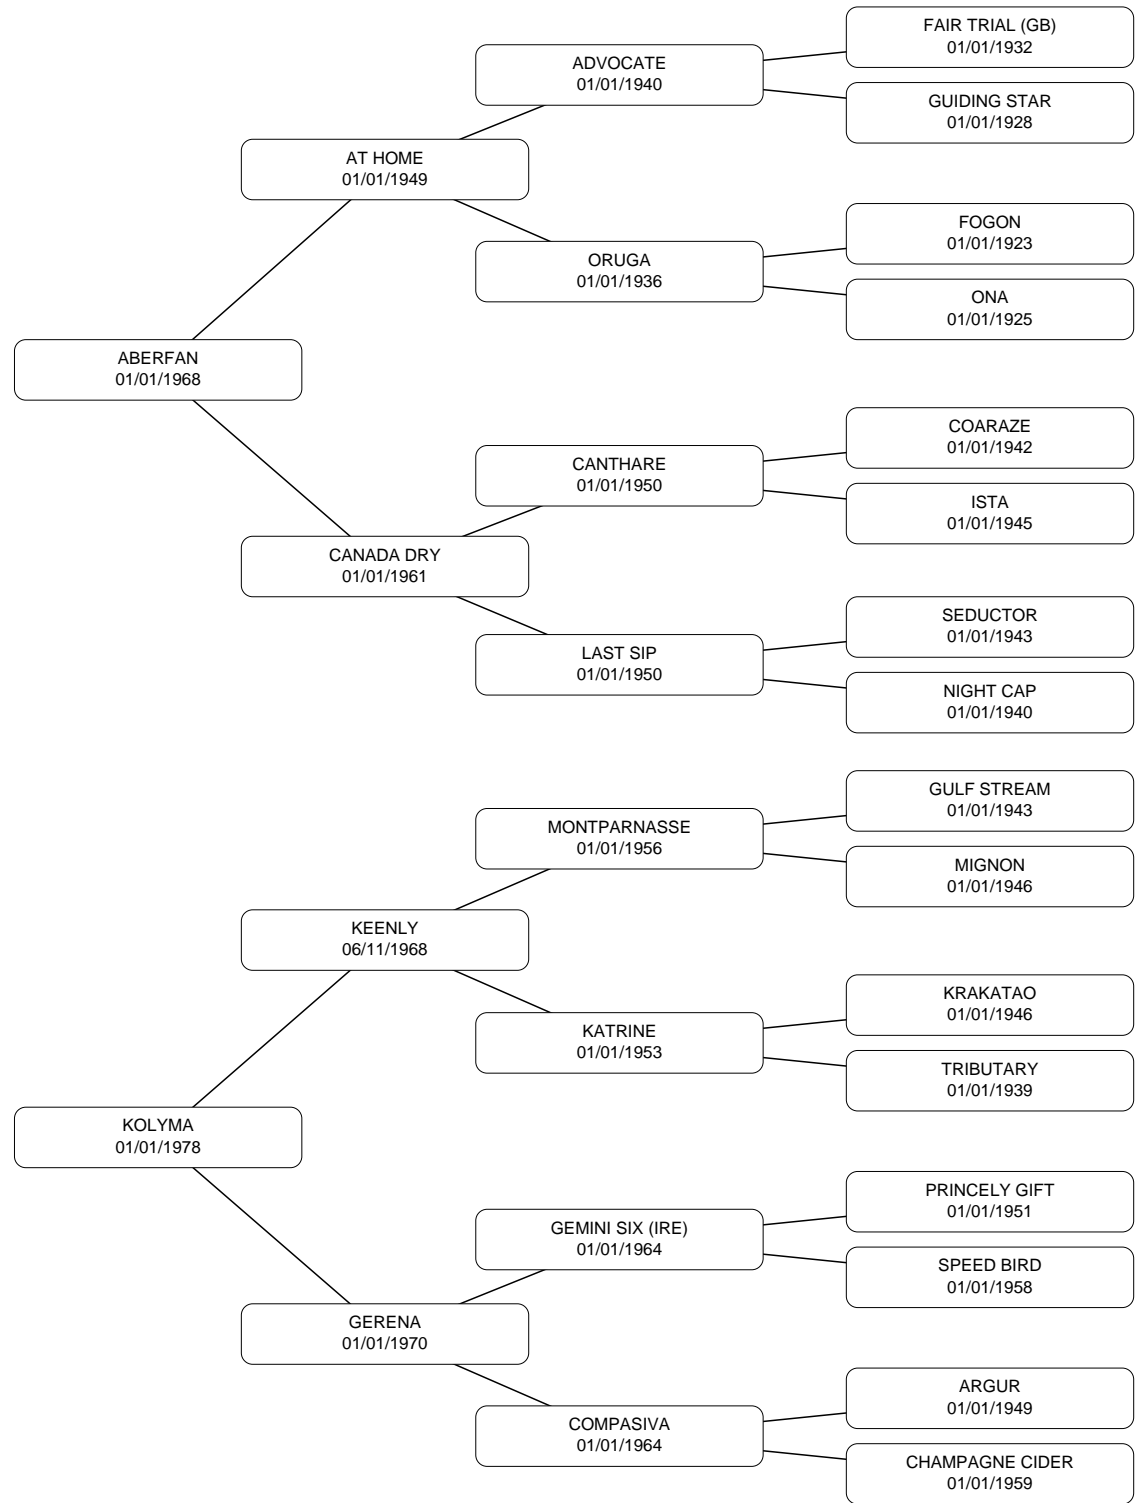 FAIR TRIAL (GB)
01/01/1932
ADVOCATE
01/01/1940
GUIDING STAR
01/01/1928
AT HOME
01/01/1949
FOGON
01/01/1923
ORUGA
01/01/1936
ONA
01/01/1925
ABERFAN
01/01/1968
COARAZE
01/01/1942
CANTHARE
01/01/1950
ISTA
01/01/1945
CANADA DRY
01/01/1961
SEDUCTOR
01/01/1943
LAST SIP
01/01/1950
NIGHT CAP
01/01/1940
GULF STREAM
01/01/1943
MONTPARNASSE
01/01/1956
MIGNON
01/01/1946
KEENLY
06/11/1968
KRAKATAO
01/01/1946
KATRINE
01/01/1953
TRIBUTARY
01/01/1939
KOLYMA
01/01/1978
PRINCELY GIFT
01/01/1951
GEMINI SIX (IRE)
01/01/1964
SPEED BIRD
01/01/1958
GERENA
01/01/1970
ARGUR
01/01/1949
COMPASIVA
01/01/1964
CHAMPAGNE CIDER
01/01/1959